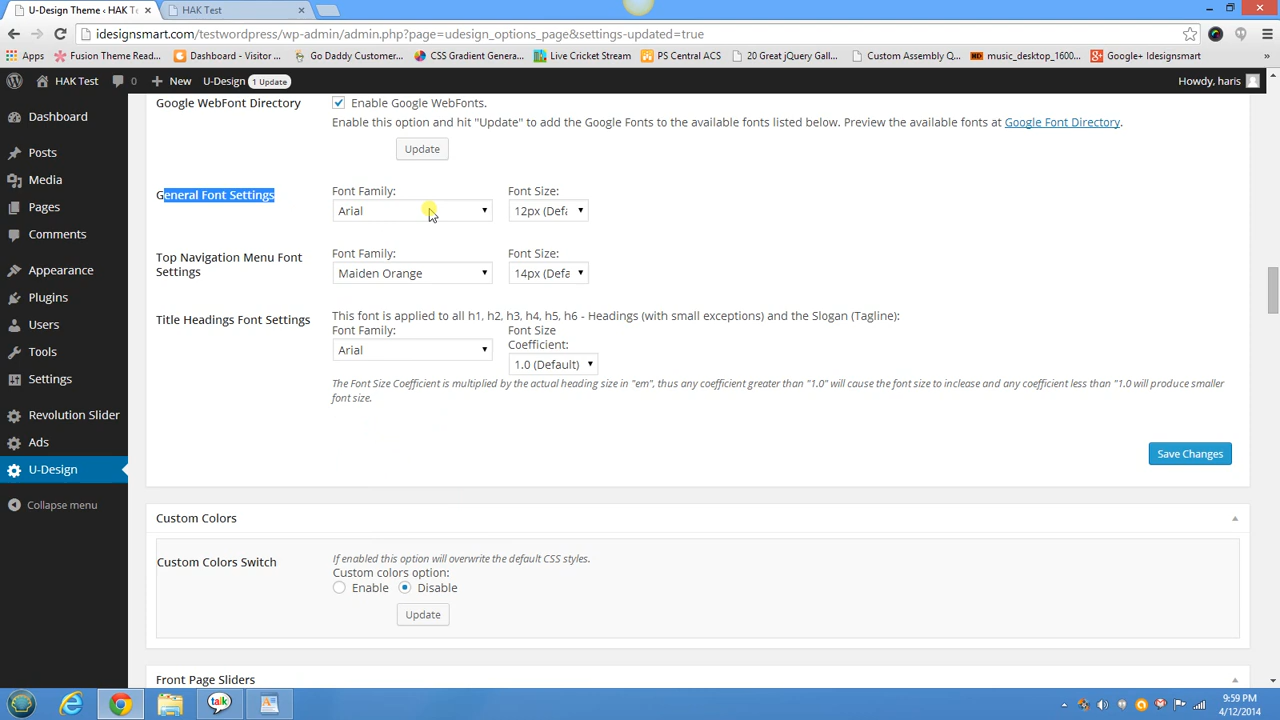 U-Design Theme ‹ HAK T
HAK Test
idesignsmart.com/testwordpress/wp-admin/admin.php?page=udesign_options_page&settings-updated=true
Apps
Fusion Theme Read...
Dashboard - Visitor ...
Go Daddy Customer...
CSS Gradient Genera...
Live Cricket Stream
PS Central ACS
20 Great jQuery Gall...
Custom Assembly Q...
music_desktop_1600...
Google+ Idesignsmart
HAK Test
0
New
U-Design
1 Update
Howdy, haris
Dashboard
Posts
Media
Pages
Comments
Appearance
Plugins
Users
Tools
Settings
Revolution Slider
Ads
U-Design
Collapse menu
Google WebFont Directory
Enable Google WebFonts.
Enable this option and hit "Update" to add the Google Fonts to the available fonts listed below. Preview the available fonts at Google Font Directory.
Update
General Font Settings
Font Family:
Font Size:
Arial
12px (Defa
Top Navigation Menu Font
Settings
Font Family:
Font Size:
Maiden Orange
14px (Defa
Title Headings Font Settings
This font is applied to all h1, h2, h3, h4, h5, h6 - Headings (with small exceptions) and the Slogan (Tagline):
Font Family:
Font Size
Coefficient:
Arial
1.0 (Default)
The Font Size Coefficient is multiplied by the actual heading size in "em", thus any coefficient greater than "1.0" will cause the font size to inclease and any coefficient less than "1.0 will produce smaller
font size.
Save Changes
Custom Colors
Custom Colors Switch
If enabled this option will overwrite the default CSS styles.
Custom colors option:
Enable
Disable
Update
Front Page Sliders
talk
9:59 PM
4/12/2014